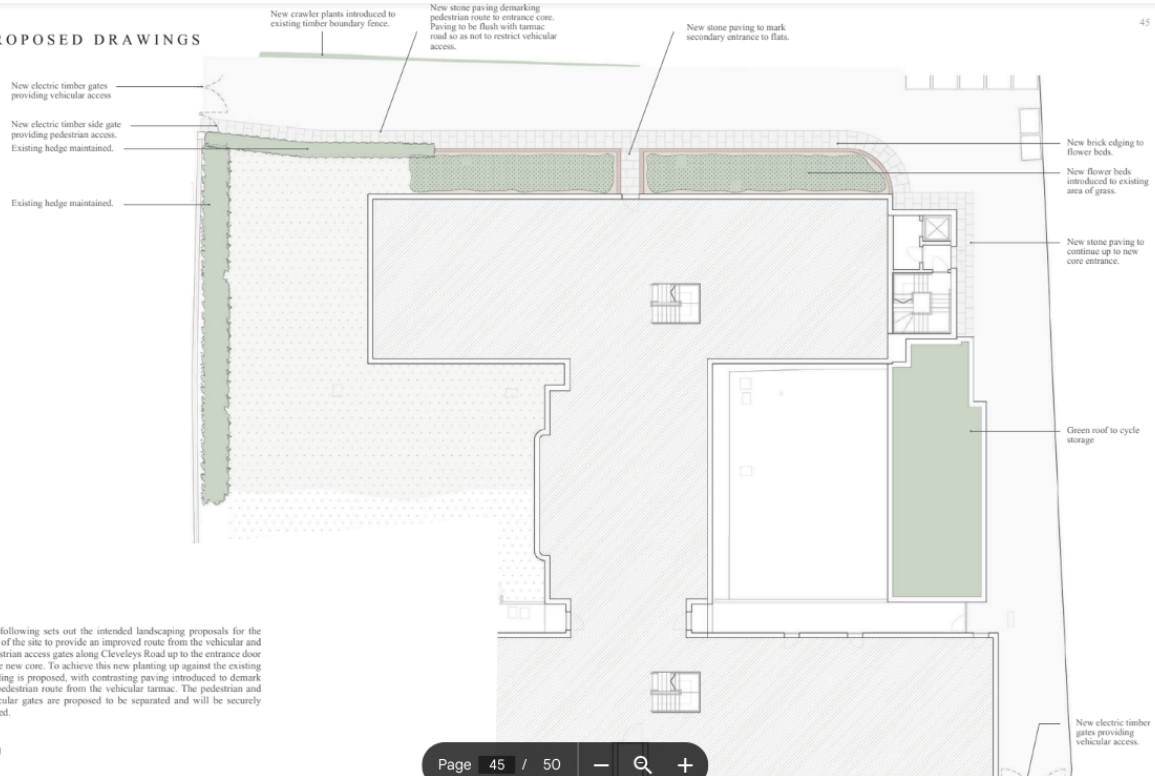 ROPOSED DRAWINGS
45
New crawler plants introduced to
existing timber boundary fence.
New stone paving demarking
pedestrian route to entrance core.
Paving to be flush with tarmac
road so as not to restrict vehicular
access.
New stone paving to mark
secondary entrance to flats.
New electric timber gates
providing vehicular access
New electric timber side gate
providing pedestrian access.
Existing hedge maintained.
Existing hedge maintained.
New brick edging to
flower beds.
New flower beds
introduced to existing
area of grass.
New stone paving to
continue up to new
core entrance.
Green roof to cycle
storage
following sets out the intended landscaping proposals for the
of the site to provide an improved route from the vehicular and
strian access gates along Cleveleys Road up to the entrance door
e new core. To achieve this new planting up against the existing
ling is proposed, with contrasting paving introduced to demark
pedestrian route from the vehicular tarmac. The pedestrian and
cular gates are proposed to be separated and will be securely
ed.
New electric timber
gates providing
vehicular access.
Page 45 / 50